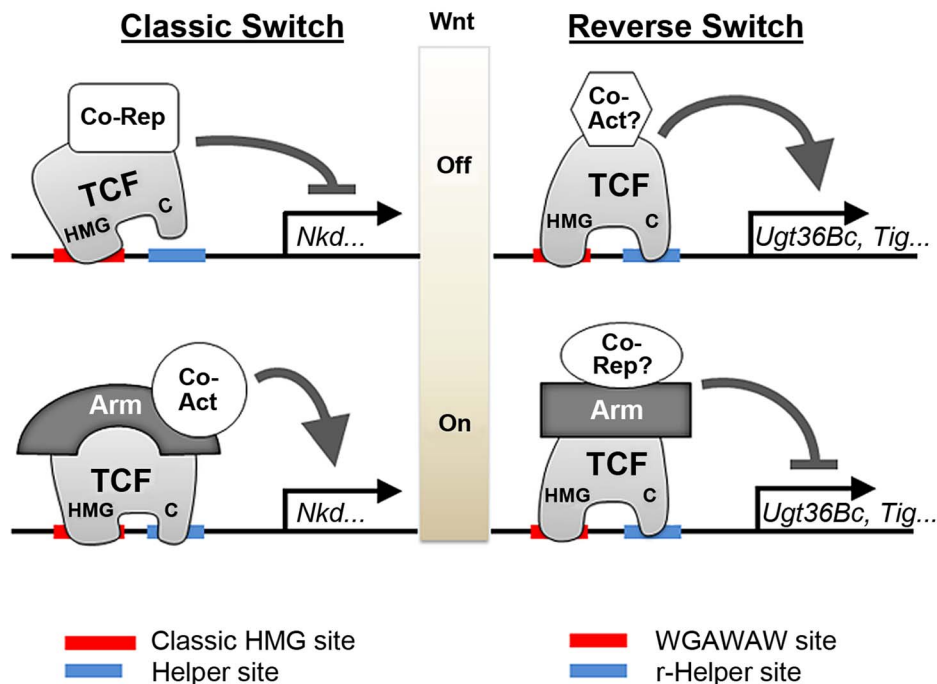 Classic Switch
Wnt
Reverse Switch
Co-Rep
TCF
HMG
C
Nkd...
Off
Co-
Act?
TCF
HMG
C
Ugt36Bc, Tig...
Co-
Act
Arm
TCF
HMG
C
Nkd...
On
Co-
Rep?
Arm
TCF
HMG
C
Ugt36Bc, Tig...
Classic HMG site
Helper site
WGAWAW site
r-Helper site